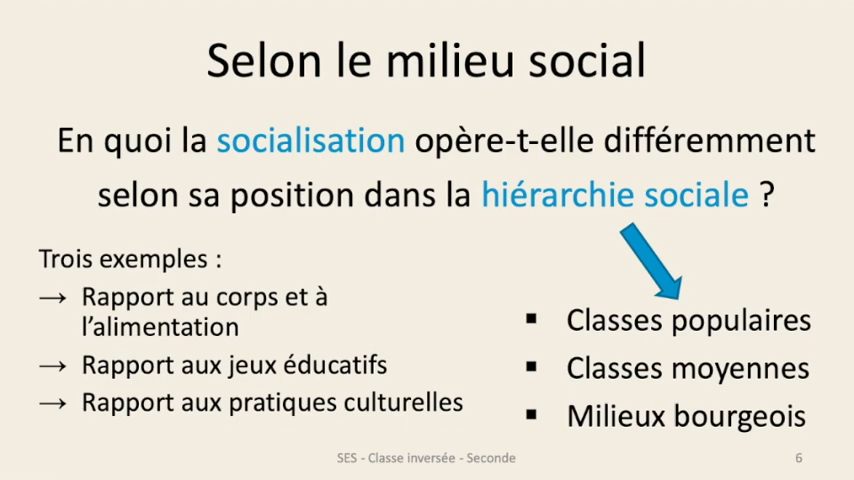 Selon le milieu social
En quoi la socialisation opère-t-elle différemment
selon sa position dans la hiérarchie sociale ?
Trois exemples :
→ Rapport au corps et à
l’alimentation
→ Rapport aux jeux éducatifs
→ Rapport aux pratiques culturelles
▪ Classes populaires
▪ Classes moyennes
▪ Milieux bourgeois
SES - Classe inversée - Seconde
6